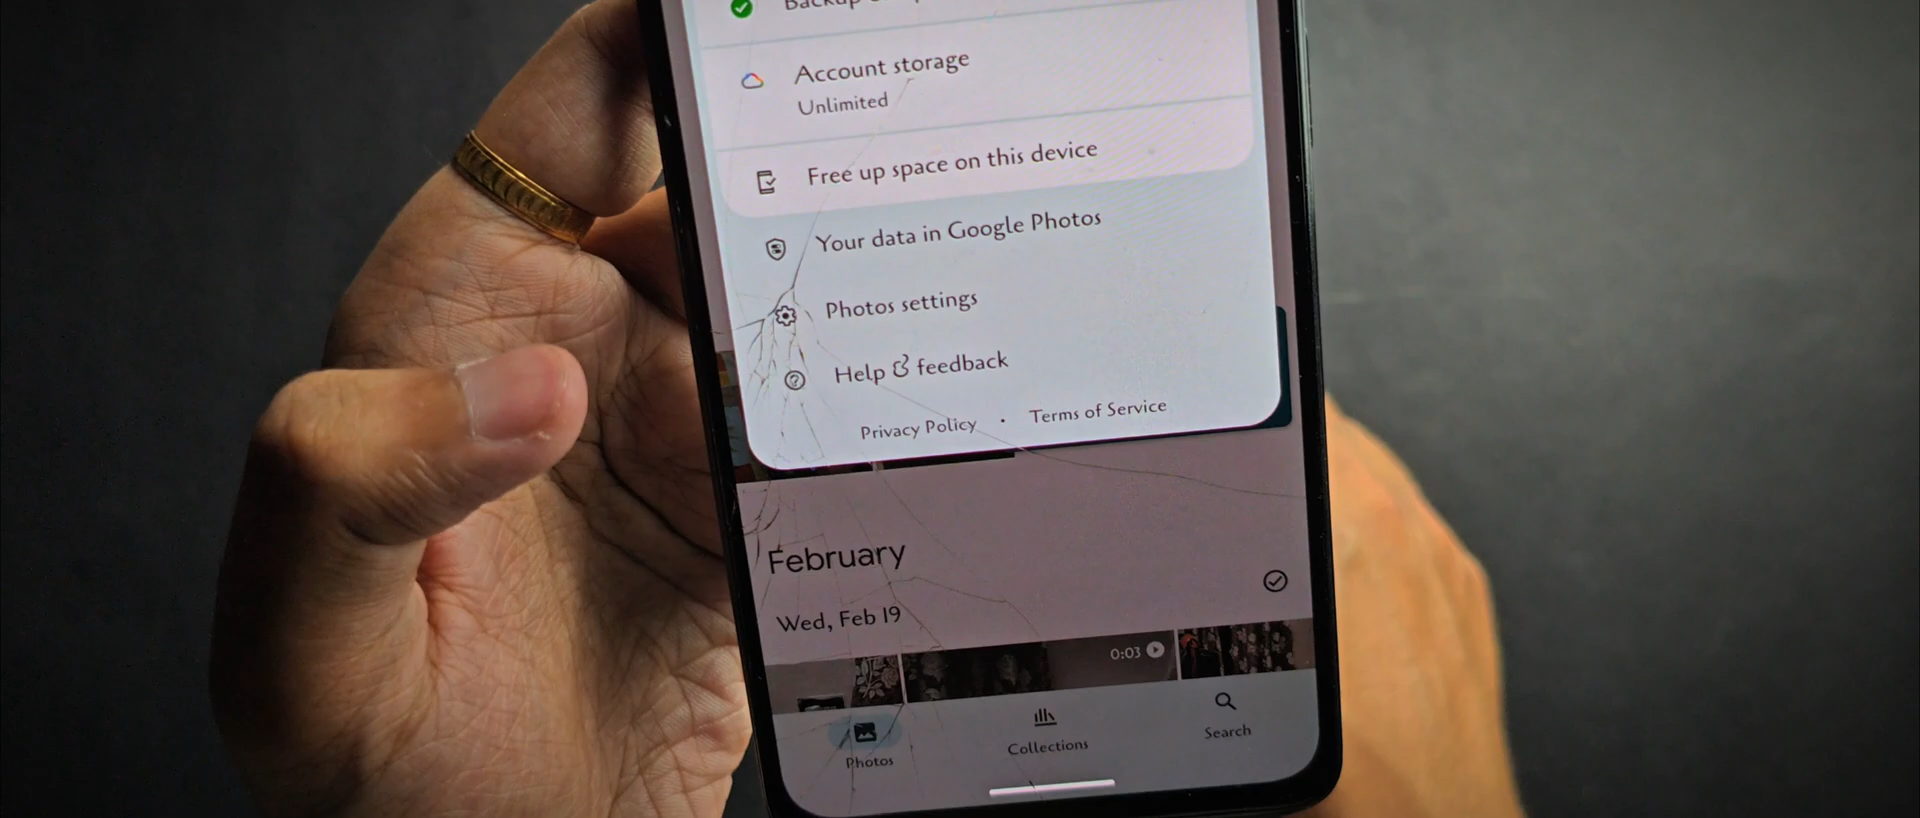 Backup
Account storage
Unlimited
Free up space on this device
Your data in Google Photos
Photos settings
Help & feedback
Privacy Policy • Terms of Service
February
Wed, Feb 19
0:03
Photos
Collections
Search